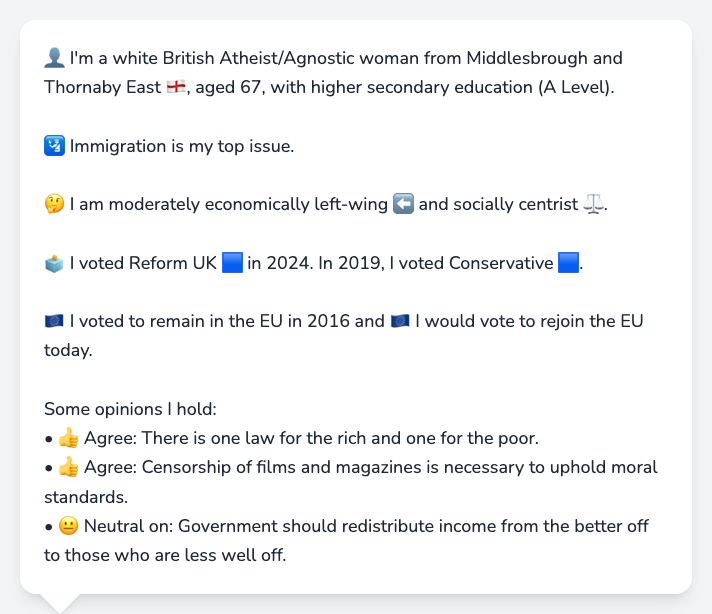 👤 I'm a white British Atheist/Agnostic woman from Middlesbrough and
Thornaby East 🏴󠁧󠁢󠁥󠁮󠁧󠁿, aged 67, with higher secondary education (A Level).
🛂 Immigration is my top issue.
🤔 I am moderately economically left-wing ⬅️ and socially centrist ⚖️.
🗳️ I voted Reform UK 🟦 in 2024. In 2019, I voted Conservative 🟦.
🇪🇺 I voted to remain in the EU in 2016 and 🇪🇺 I would vote to rejoin the EU
today.
Some opinions I hold:
• 👍 Agree: There is one law for the rich and one for the poor.
• 👍 Agree: Censorship of films and magazines is necessary to uphold moral
standards.
• 😐 Neutral on: Government should redistribute income from the better off
to those who are less well off.